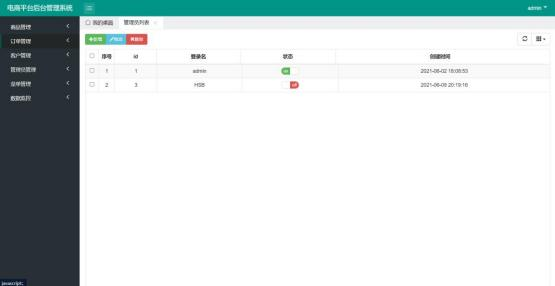 电商平台后台管理系统
admin
商品管理
订单管理
客户管理
管理员管理
菜单管理
数据监控
我的桌面 管理员列表 ×
新增 修改 删除
序号 id 登录名 状态 创建时间
1 1 admin on 2021-06-02 18:08:53
2 3 HSB off 2021-06-09 20:19:16
javascript: